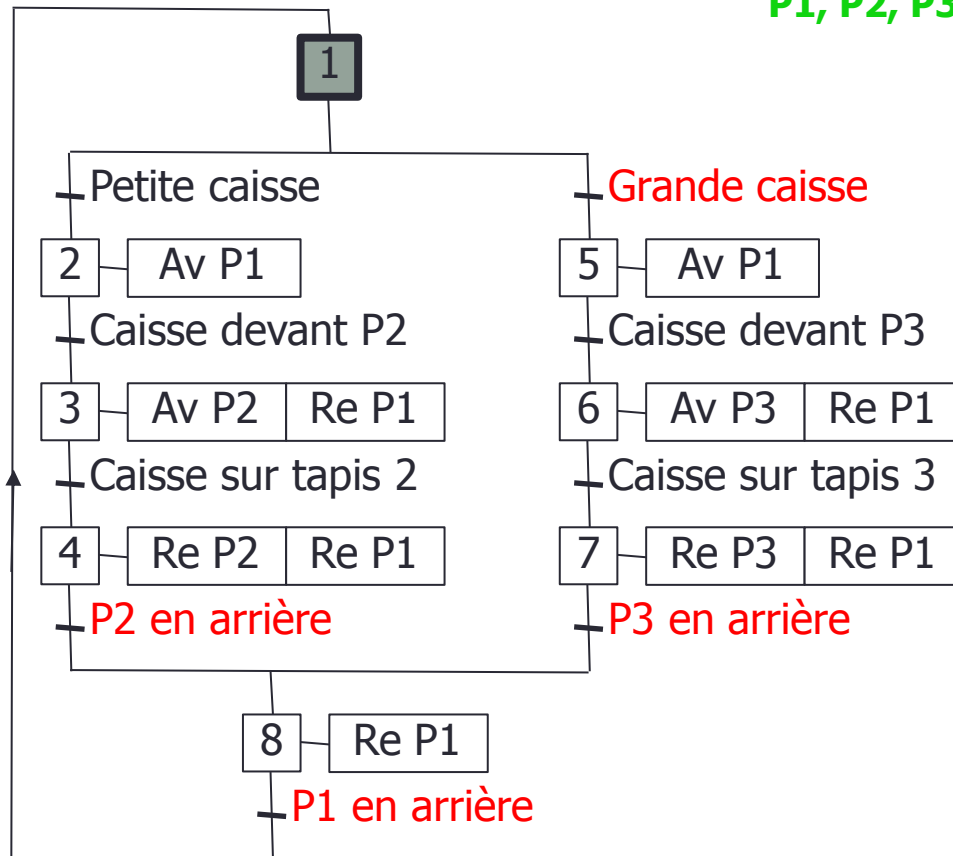 P1, P2, P3
1
Petite caisse Grande caisse
2 Av P1 5 Av P1
Caisse devant P2 Caisse devant P3
3 Av P2 Re P1 6 Av P3 Re P1
Caisse sur tapis 2 Caisse sur tapis 3
4 Re P2 Re P1 7 Re P3 Re P1
P2 en arrière P3 en arrière
8 Re P1
P1 en arrière